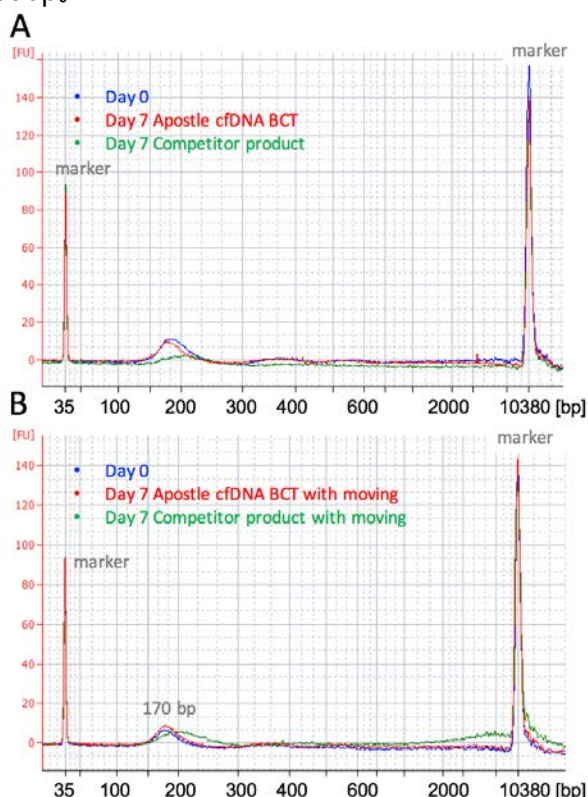 A
[FU]
marker
Day 0
Day 7 Apostle cfDNA BCT
Day 7 Competitor product
marker
140
120
100
80
60
40
20
0
35 100 200 300 400 600 2000 10380 [bp]
B
[FU]
marker
Day 0
Day 7 Apostle cfDNA BCT with moving
Day 7 Competitor product with moving
marker
170 bp
140
120
100
80
60
40
20
0
35 100 200 300 400 600 2000 10380 [bp]